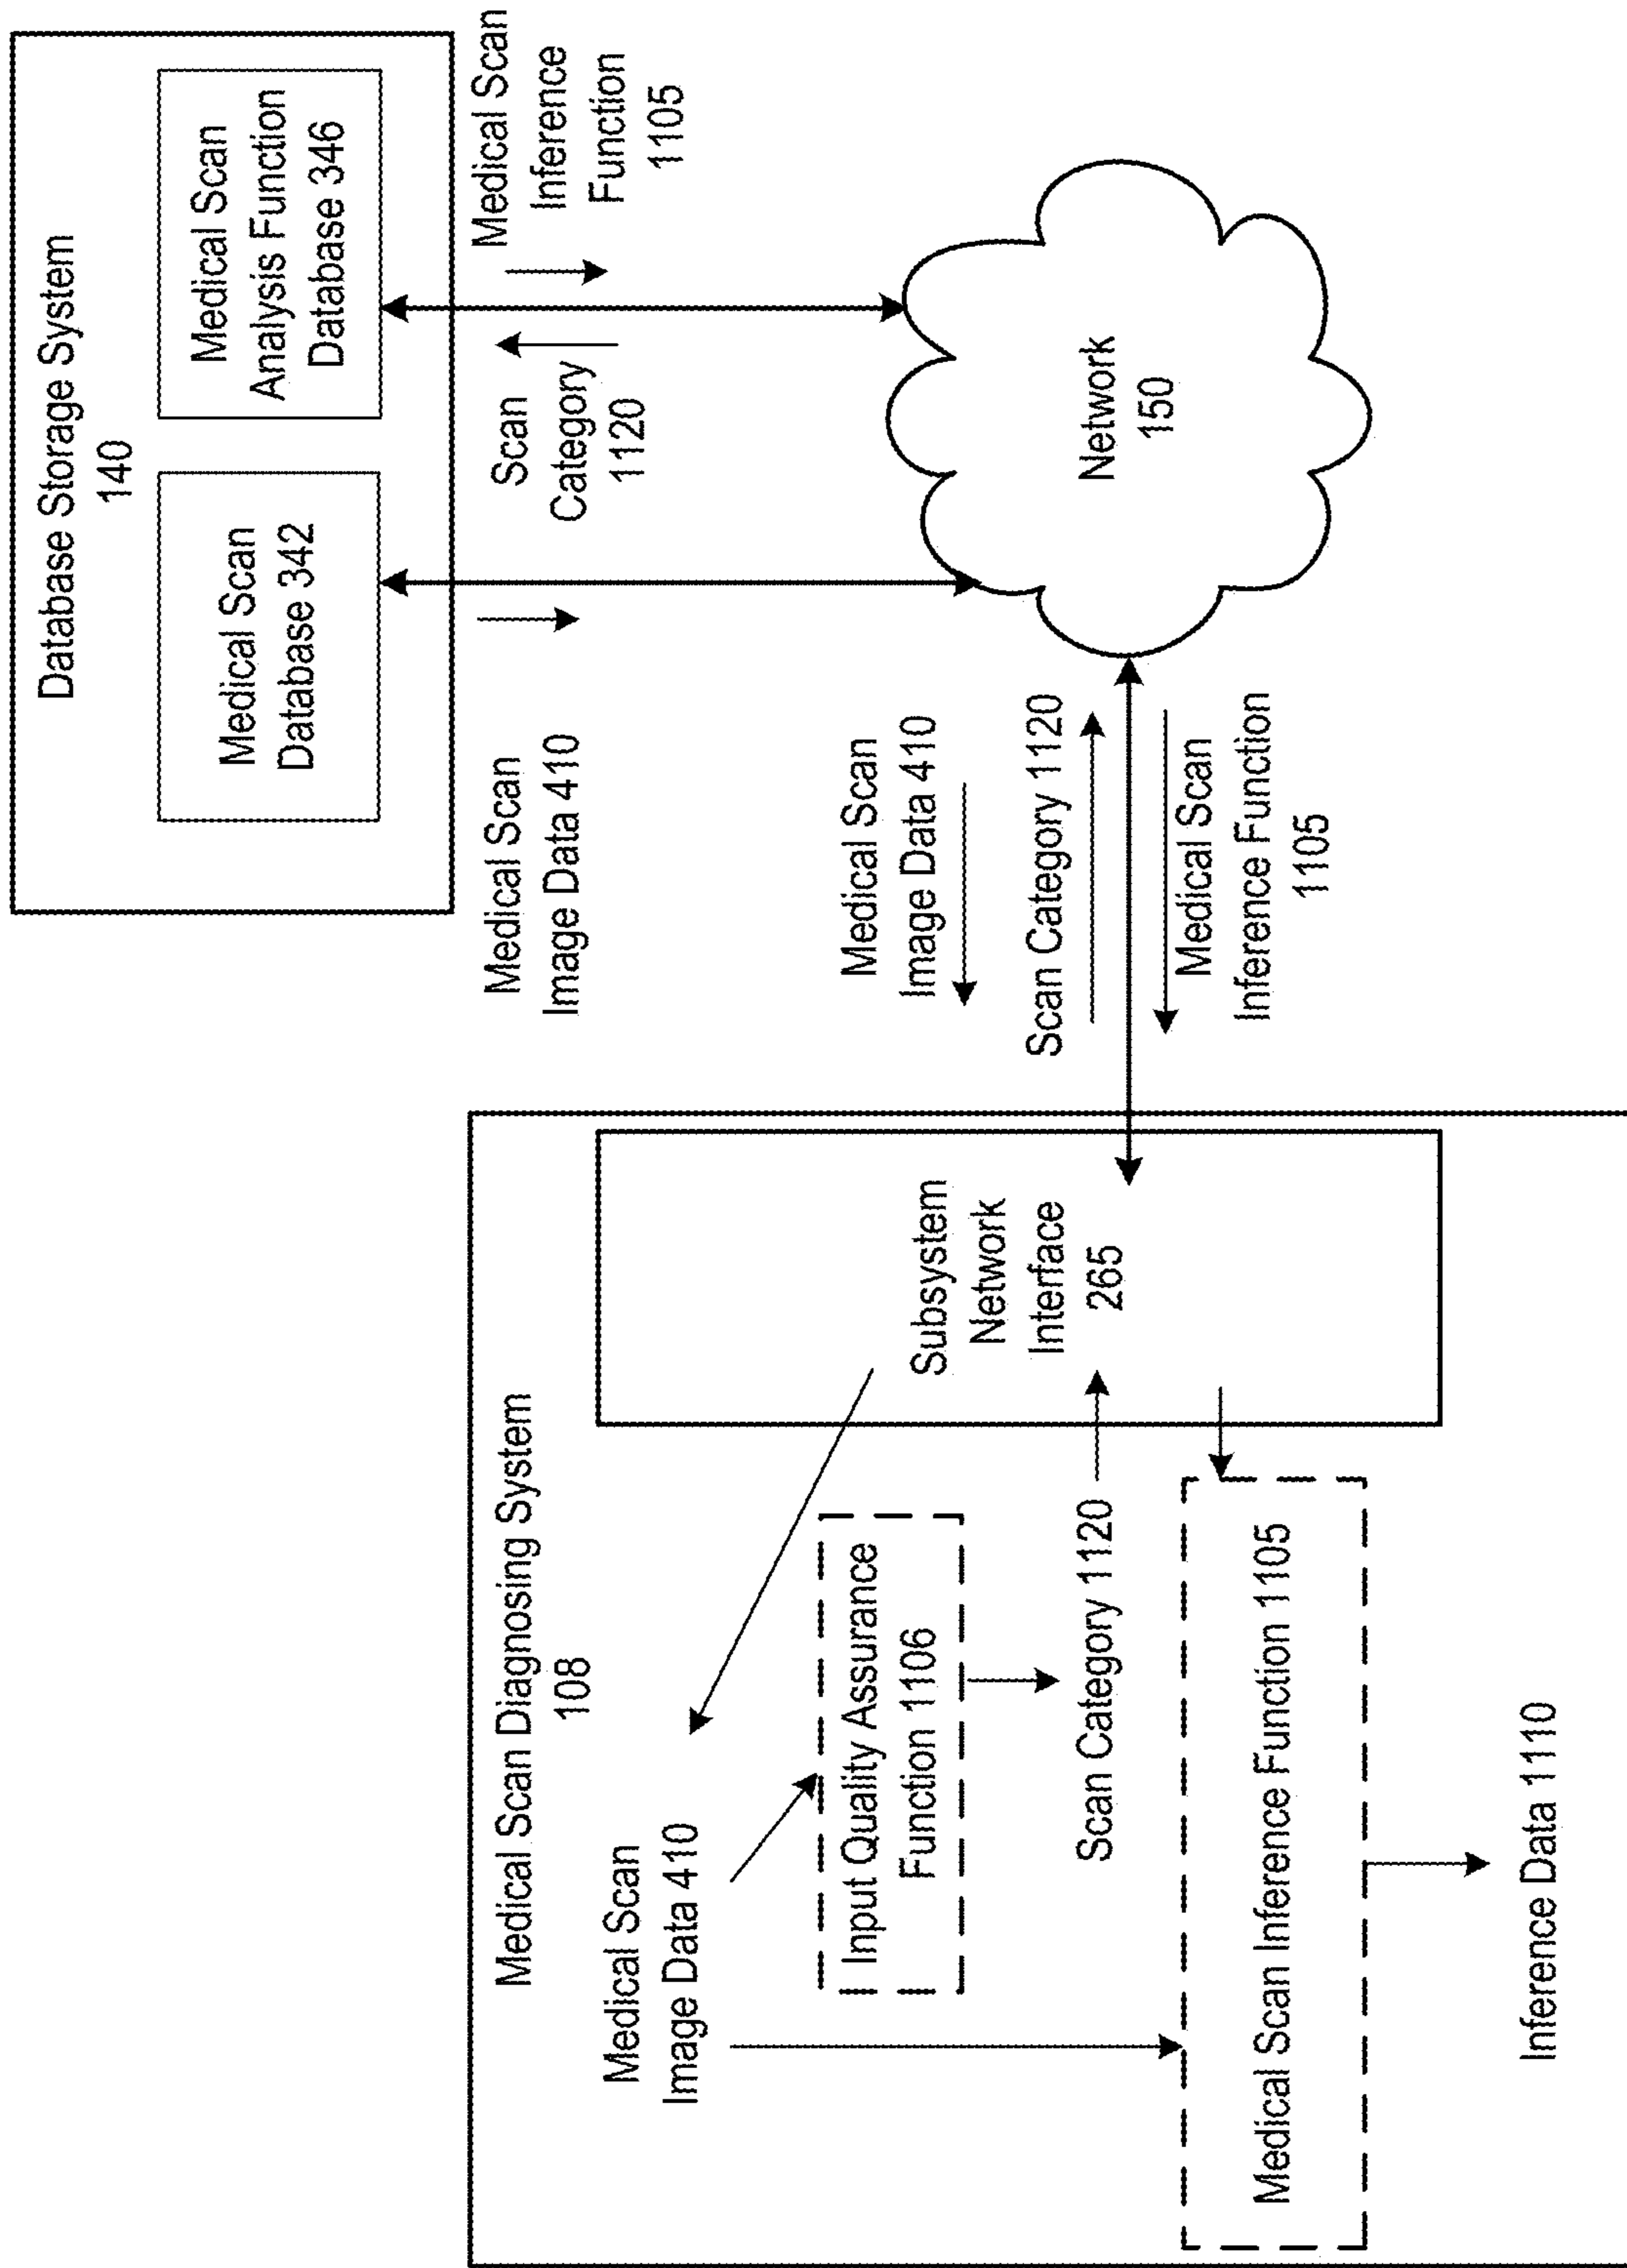 Database Storage System
140
Medical Scan
Database 342
Medical Scan
Analysis Function
Database 346
Medical Scan
Image Data 410
Scan
Category
1120
Medical Scan
Inference
Function
1105
Medical Scan
Image Data 410
Scan Category 1120
Medical Scan
Inference Function
1105
Network
150
Medical Scan Diagnosing System
108
Medical Scan
Image Data 410
Input Quality Assurance
Function 1106
Scan Category 1120
Subsystem
Network
Interface
265
Medical Scan Inference Function 1105
Inference Data 1110